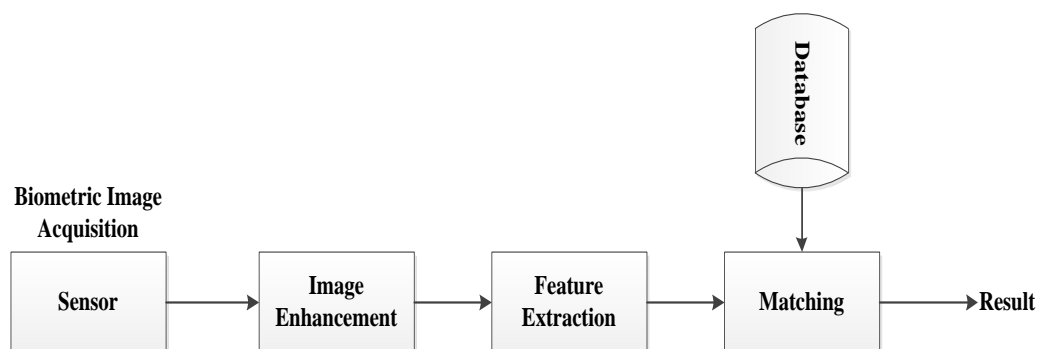 Database
Biometric Image
Acquisition
Sensor
Image
Enhancement
Feature
Extraction
Matching
Result